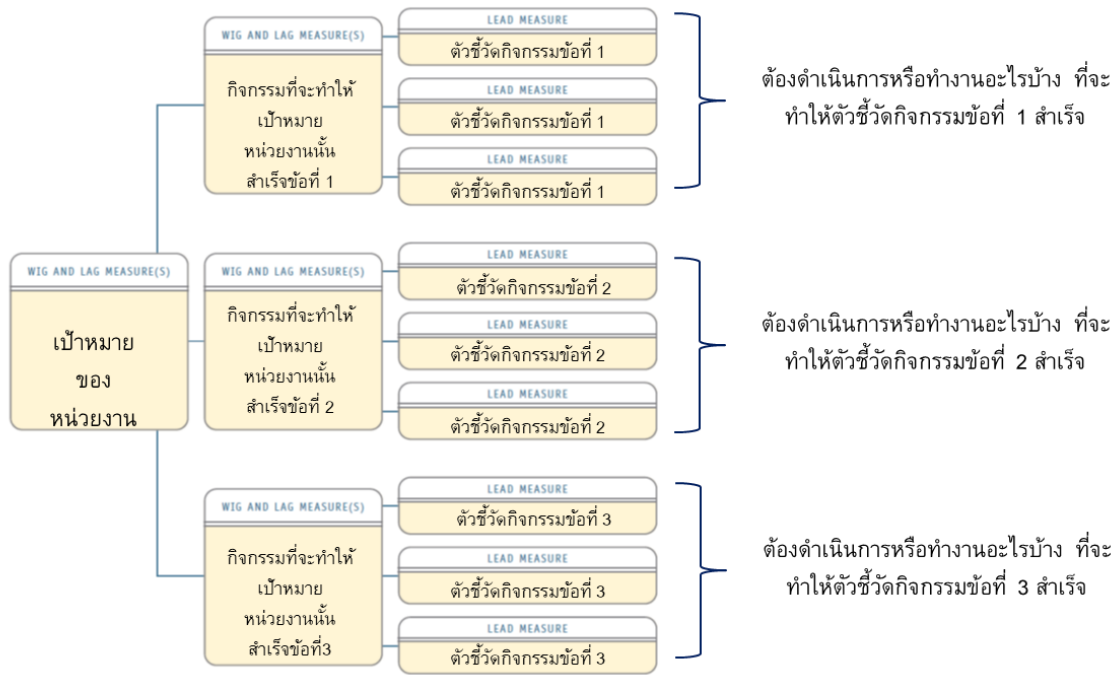 WIG AND LAG MEASURE(S)
เป้าหมาย
ของ
หน่วยงาน
WIG AND LAG MEASURE(S)
กิจกรรมที่จะทำให้
เป้าหมาย
หน่วยงานนั้น
สำเร็จข้อที่ 1
LEAD MEASURE
ตัวชี้วัดกิจกรรมข้อที่ 1
LEAD MEASURE
ตัวชี้วัดกิจกรรมข้อที่ 1
LEAD MEASURE
ตัวชี้วัดกิจกรรมข้อที่ 1
ต้องดำเนินการหรือทำงานอะไรบ้าง ที่จะ
ทำให้ตัวชี้วัดกิจกรรมข้อที่ 1 สำเร็จ
WIG AND LAG MEASURE(S)
กิจกรรมที่จะทำให้
เป้าหมาย
หน่วยงานนั้น
สำเร็จข้อที่ 2
LEAD MEASURE
ตัวชี้วัดกิจกรรมข้อที่ 2
LEAD MEASURE
ตัวชี้วัดกิจกรรมข้อที่ 2
LEAD MEASURE
ตัวชี้วัดกิจกรรมข้อที่ 2
ต้องดำเนินการหรือทำงานอะไรบ้าง ที่จะ
ทำให้ตัวชี้วัดกิจกรรมข้อที่ 2 สำเร็จ
WIG AND LAG MEASURE(S)
กิจกรรมที่จะทำให้
เป้าหมาย
หน่วยงานนั้น
สำเร็จข้อที่3
LEAD MEASURE
ตัวชี้วัดกิจกรรมข้อที่ 3
LEAD MEASURE
ตัวชี้วัดกิจกรรมข้อที่ 3
LEAD MEASURE
ตัวชี้วัดกิจกรรมข้อที่ 3
ต้องดำเนินการหรือทำงานอะไรบ้าง ที่จะ
ทำให้ตัวชี้วัดกิจกรรมข้อที่ 3 สำเร็จ